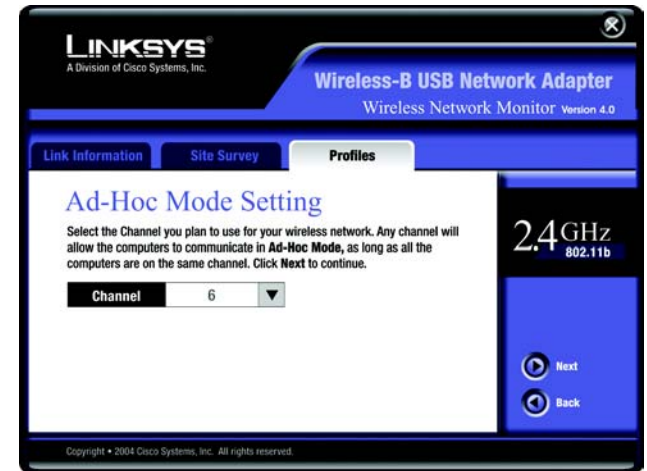 LINKSYS®
A Division of Cisco Systems, Inc.
Wireless-B USB Network Adapter
Wireless Network Monitor Version 4.0
Link Information
Site Survey
Profiles
Ad-Hoc Mode Setting
Select the Channel you plan to use for your wireless network. Any channel will
allow the computers to communicate in Ad-Hoc Mode, as long as all the
computers are on the same channel. Click Next to continue.
Channel 6
2.4 GHz
802.11b
Next
Back
Copyright • 2004 Cisco Systems, Inc. All rights reserved.